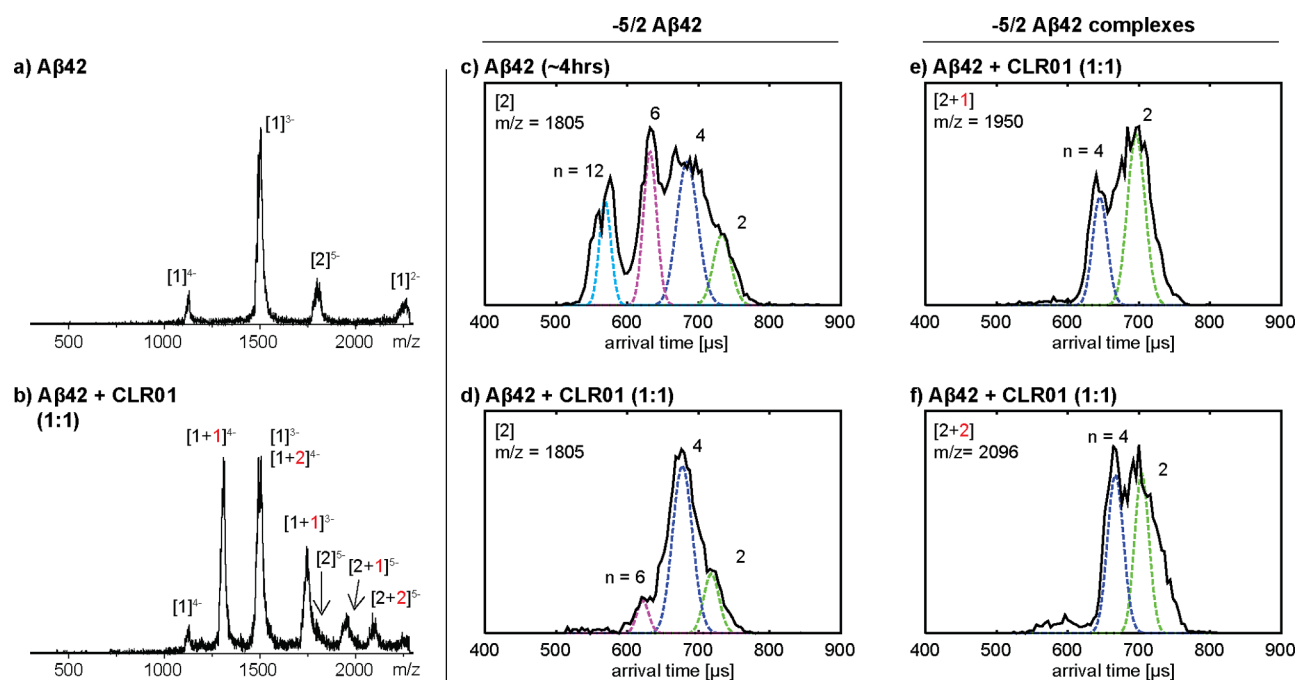 -5/2 Aβ42
-5/2 Aβ42 complexes
a) Aβ42
[1]³⁻
[1]⁴⁻
[2]⁵⁻
[1]²⁻
500 1000 1500 2000 m/z
b) Aβ42 + CLR01
(1:1)
[1+1]⁴⁻
[1]³⁻
[1+2]⁴⁻
[1+1]³⁻
[2]⁵⁻
[2+1]⁵⁻
[2+2]⁵⁻
[1]⁴⁻
500 1000 1500 2000 m/z
c) Aβ42 (~4hrs)
[2]
m/z = 1805
n = 12
6
4
2
400 500 600 700 800 900
arrival time [µs]
d) Aβ42 + CLR01 (1:1)
[2]
m/z = 1805
n = 6
4
2
400 500 600 700 800 900
arrival time [µs]
e) Aβ42 + CLR01 (1:1)
[2+1]
m/z = 1950
n = 4
2
400 500 600 700 800 900
arrival time [µs]
f) Aβ42 + CLR01 (1:1)
[2+2]
m/z= 2096
n = 4
2
400 500 600 700 800 900
arrival time [µs]